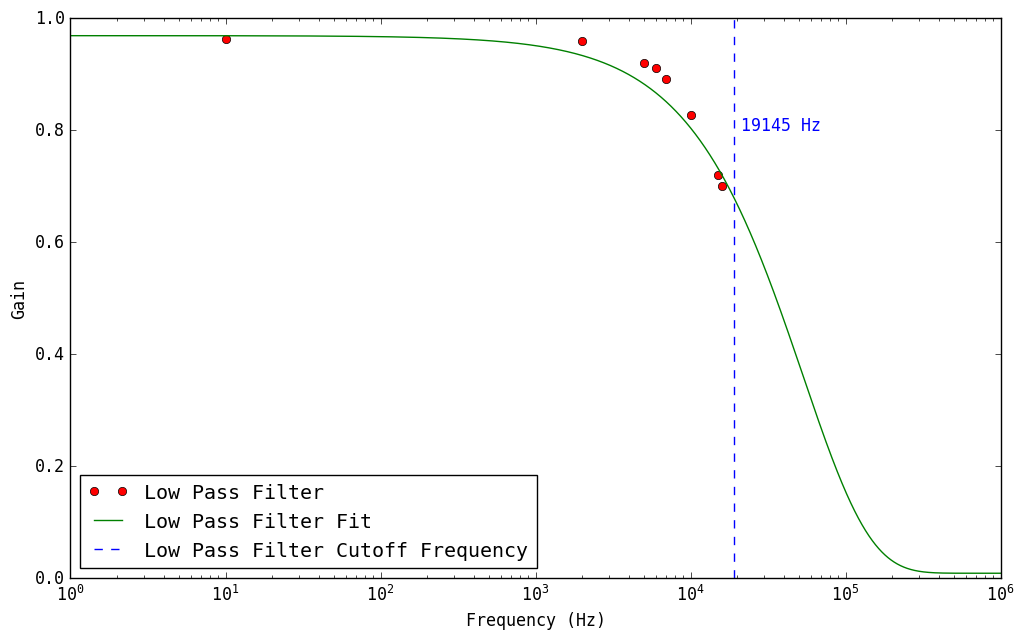 1.0
0.8
0.6
0.4
0.2
0.0
Gain
19145 Hz
Low Pass Filter
Low Pass Filter Fit
Low Pass Filter Cutoff Frequency
10⁰ 10¹ 10² 10³ 10⁴ 10⁵ 10⁶
Frequency (Hz)